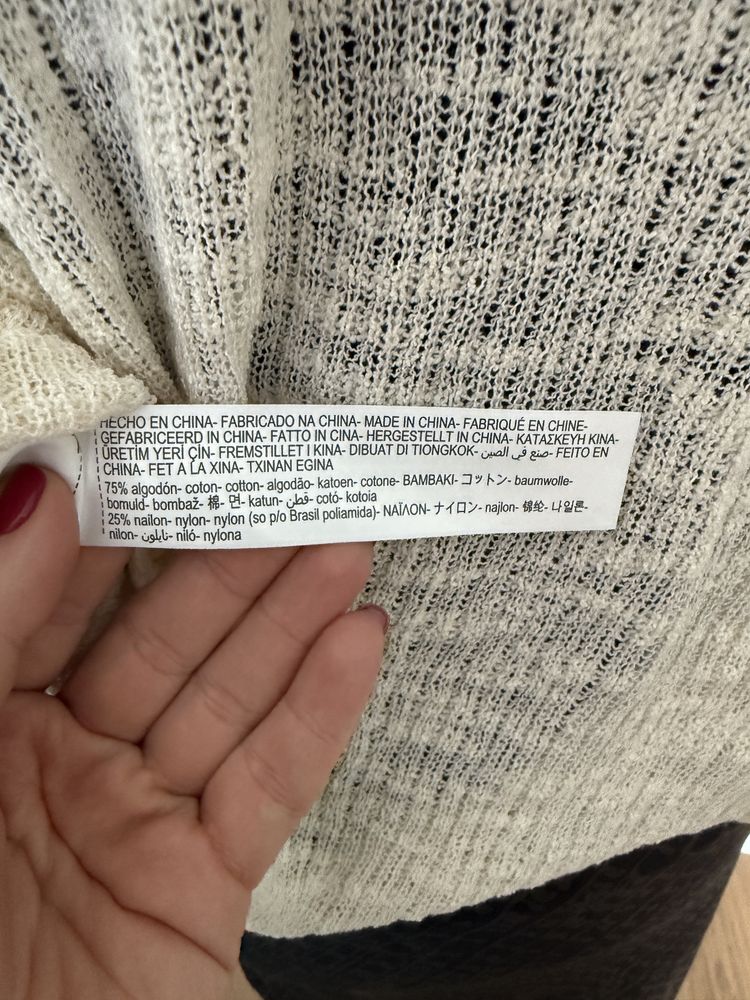 HECHO EN CHINA- FABRICADO NA CHINA- MADE IN CHINA- FABRIQUÉ EN CHINE-
GEFABRICEERD IN CHINA- FATTO IN CINA- HERGESTELLT IN CHINA- ΚΑΤΑΣΚΕΥΗ ΚΙΝΑ-
ÜRETİM YERİ ÇİN- FREMSTILLET I KINA- DIBUAT DI TIONGKOK- صنع في الصين- FEITO EN
CHINA- FET A LA XINA- TXINAN EGINA
75% algodón- coton- cotton- algodão- katoen- cotone- ΒΑΜΒΑΚΙ- コットン- baumwolle-
bomuld- bombaž- 棉- 면- katun- قطن- cotó- kotoia
25% nailon- nylon- nylon (so p/o Brasil poliamida)- ΝΑΪΛΟΝ- ナイロン- najlon- 锦纶- 나일론-
nilon- نايلون- niló- nylona